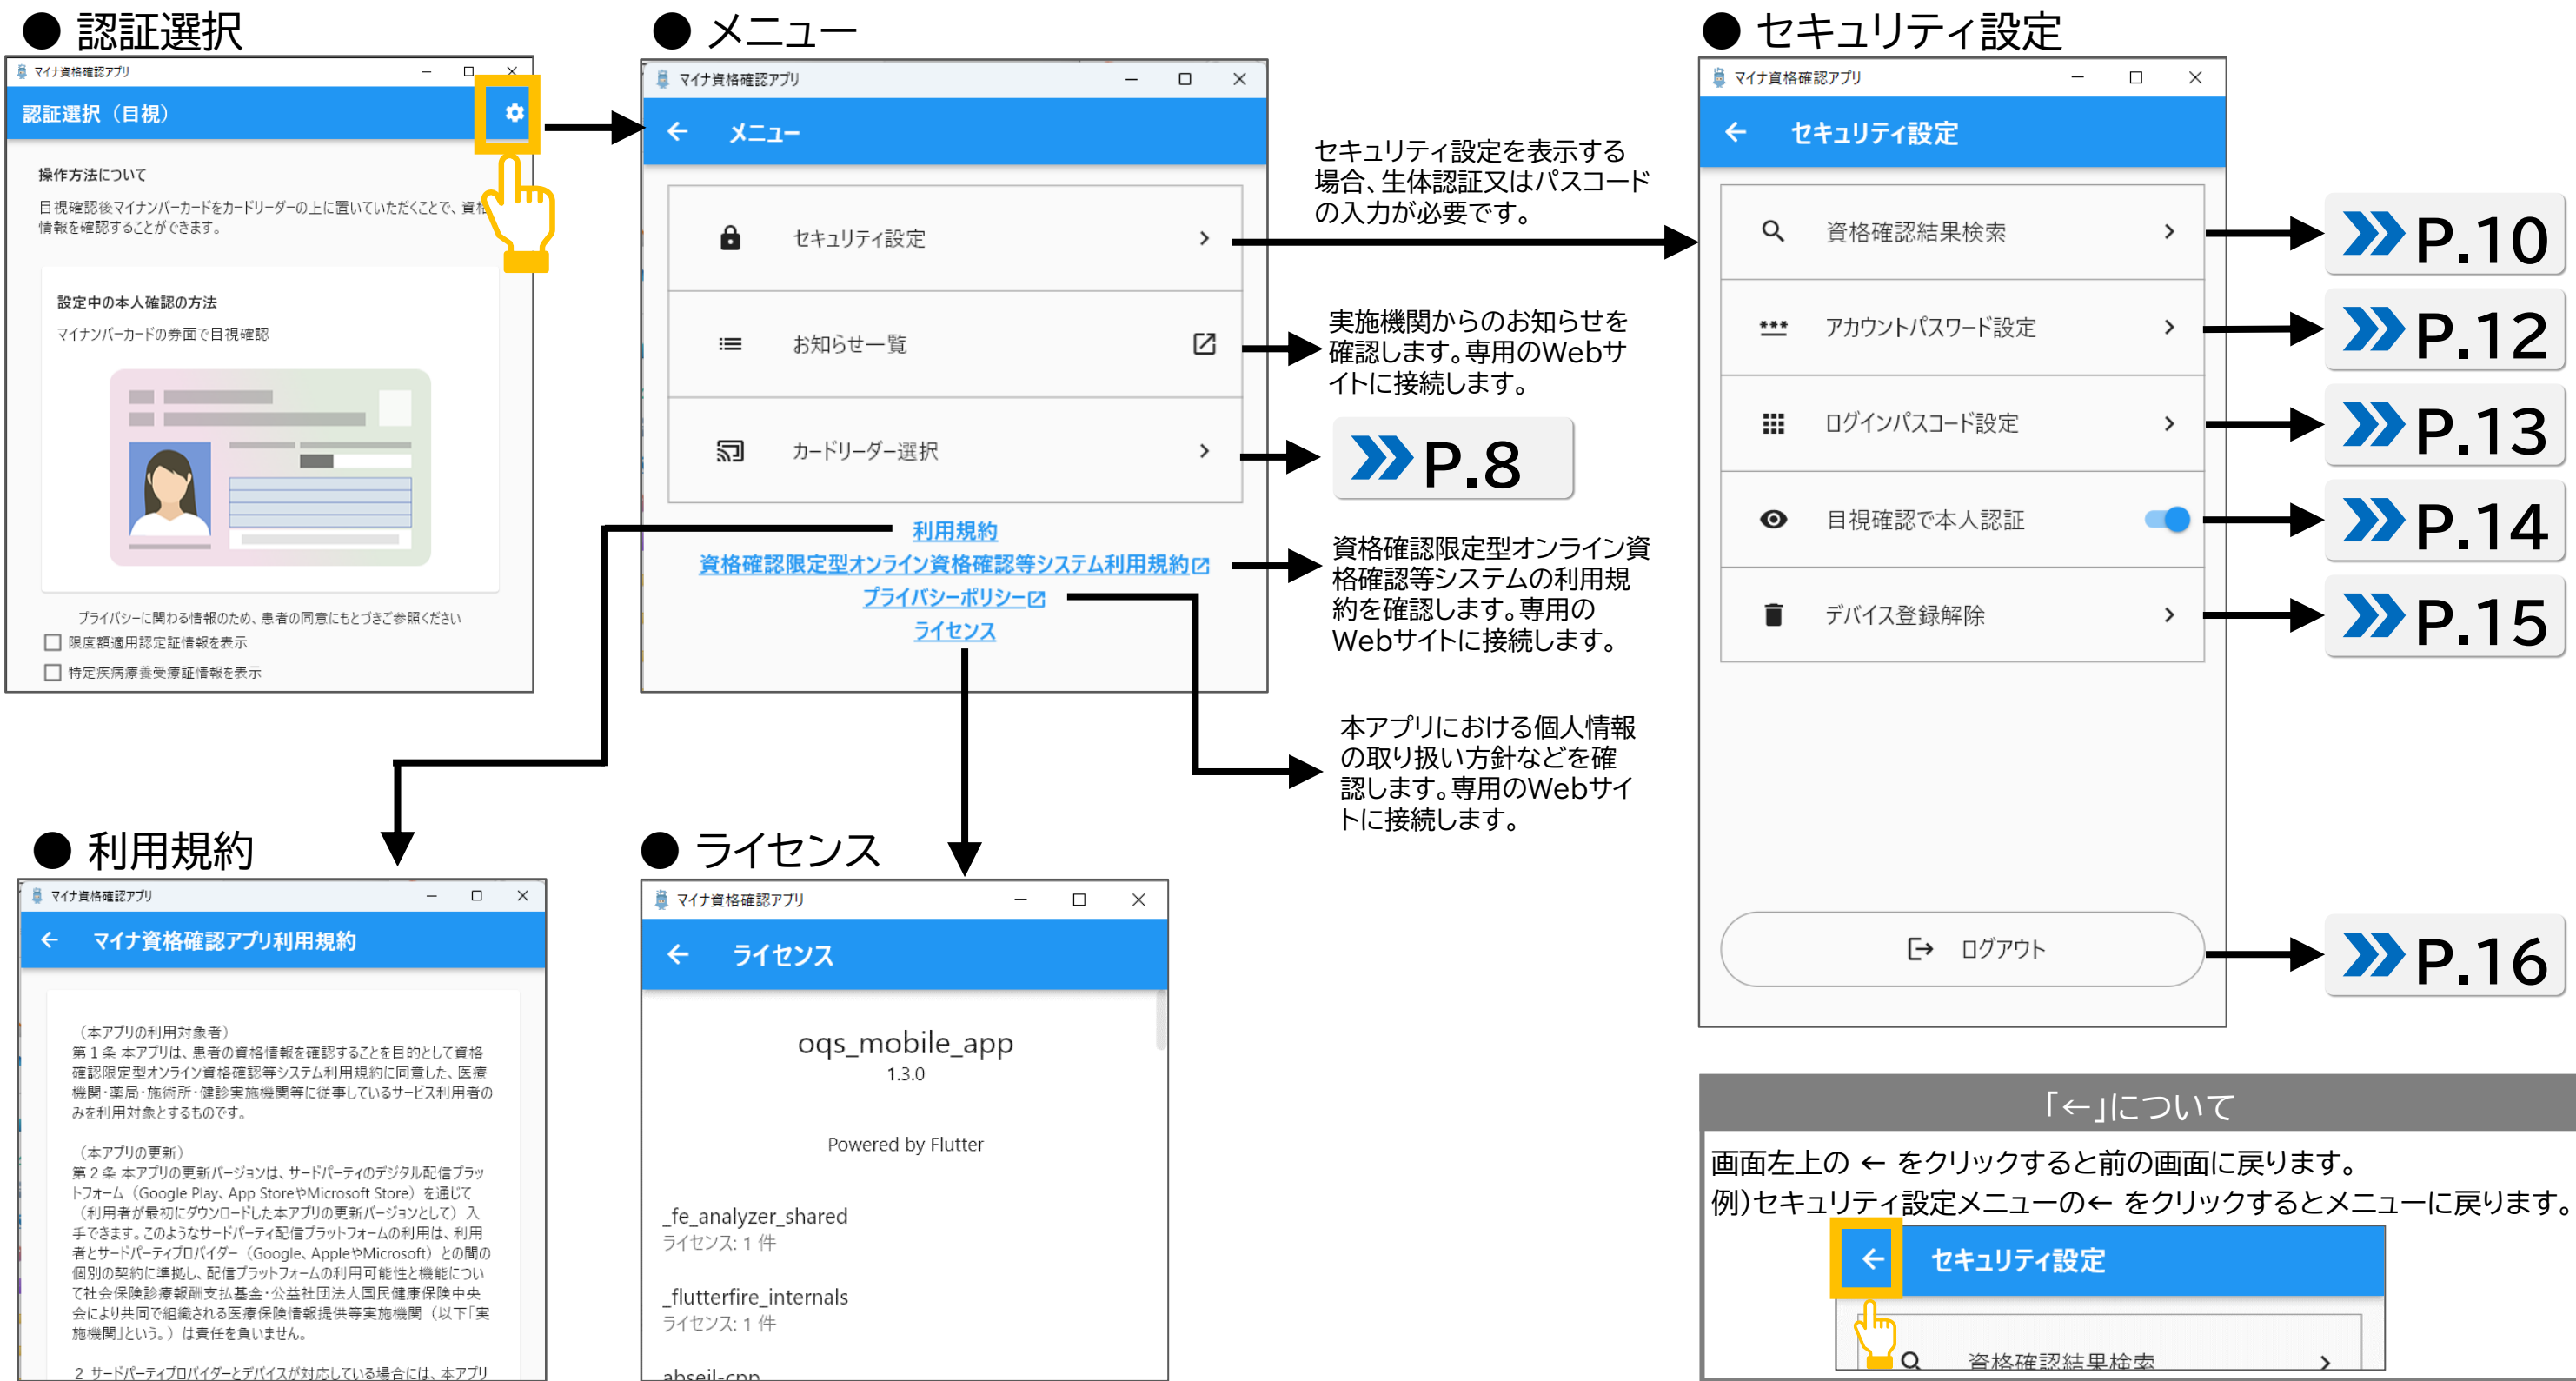 ● 認証選択
マイナ資格確認アプリ
認証選択（目視）
操作方法について
目視確認後マイナンバーカードをカードリーダーの上に置いていただくことで、資格
情報を確認することができます。
設定中の本人確認の方法
マイナンバーカードの券面で目視確認
プライバシーに関わる情報のため、患者の同意にもとづきご参照ください
限度額適用認定証情報を表示
特定疾病療養受療証情報を表示
● メニュー
マイナ資格確認アプリ
← メニュー
セキュリティ設定
お知らせ一覧
カードリーダー選択
利用規約
資格確認限定型オンライン資格確認等システム利用規約
プライバシーポリシー
ライセンス
セキュリティ設定を表示する
場合、生体認証又はパスコード
の入力が必要です。
実施機関からのお知らせを
確認します。専用のWebサ
イトに接続します。
P.8
資格確認限定型オンライン資
格確認等システムの利用規
約を確認します。専用の
Webサイトに接続します。
本アプリにおける個人情報
の取り扱い方針などを確
認します。専用のWebサイ
トに接続します。
● セキュリティ設定
マイナ資格確認アプリ
← セキュリティ設定
資格確認結果検索
P.10
アカウントパスワード設定
P.12
ログインパスコード設定
P.13
目視確認で本人認証
P.14
デバイス登録解除
P.15
ログアウト
P.16
● 利用規約
マイナ資格確認アプリ
← マイナ資格確認アプリ利用規約
（本アプリの利用対象者）
第１条 本アプリは、患者の資格情報を確認することを目的として資格
確認限定型オンライン資格確認等システム利用規約に同意した、医療
機関・薬局・施術所・健診実施機関等に従事しているサービス利用者の
みを利用対象とするものです。
（本アプリの更新）
第２条 本アプリの更新バージョンは、サードパーティのデジタル配信プラッ
トフォーム（Google Play、App StoreやMicrosoft Store）を通じて
（利用者が最初にダウンロードした本アプリの更新バージョンとして）入
手できます。このようなサードパーティ配信プラットフォームの利用は、利用
者とサードパーティプロバイダー（Google、AppleやMicrosoft）との間の
個別の契約に準拠し、配信プラットフォームの利用可能性と機能につい
て社会保険診療報酬支払基金・公益社団法人国民健康保険中央
会により共同で組織される医療保険情報提供等実施機関（以下「実
施機関」という。）は責任を負いません。
２ サードパーティプロバイダーとデバイスが対応している場合には、本アプリ
● ライセンス
マイナ資格確認アプリ
← ライセンス
oqs_mobile_app
1.3.0
Powered by Flutter
_fe_analyzer_shared
ライセンス: 1 件
_flutterfire_internals
ライセンス: 1 件
abseil-cpp
「←」について
画面左上の ← をクリックすると前の画面に戻ります。
例）セキュリティ設定メニューの← をクリックするとメニューに戻ります。
← セキュリティ設定
資格確認結果検索